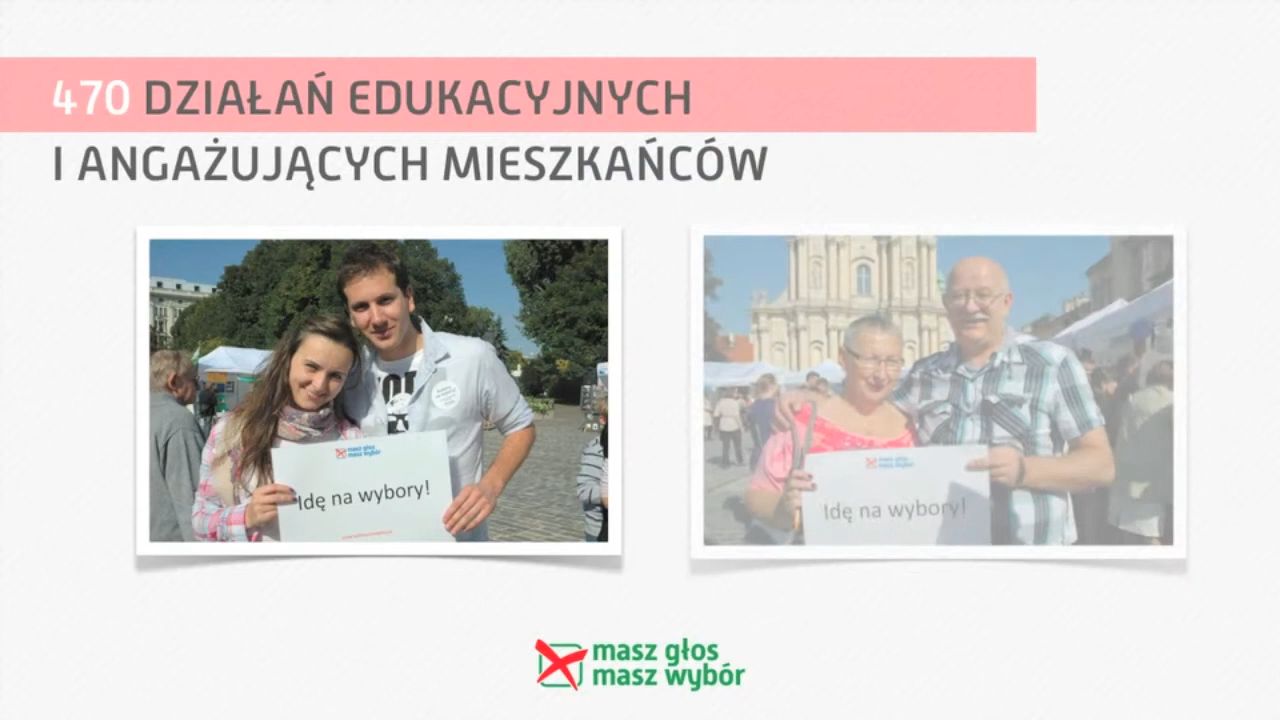 470 DZIAŁAŃ EDUKACYJNYCH
I ANGAŻUJĄCYCH MIESZKAŃCÓW
masz głos
masz wybór
Idę na wybory!
masz głos
masz wybór
Idę na wybory!
masz głos
masz wybór